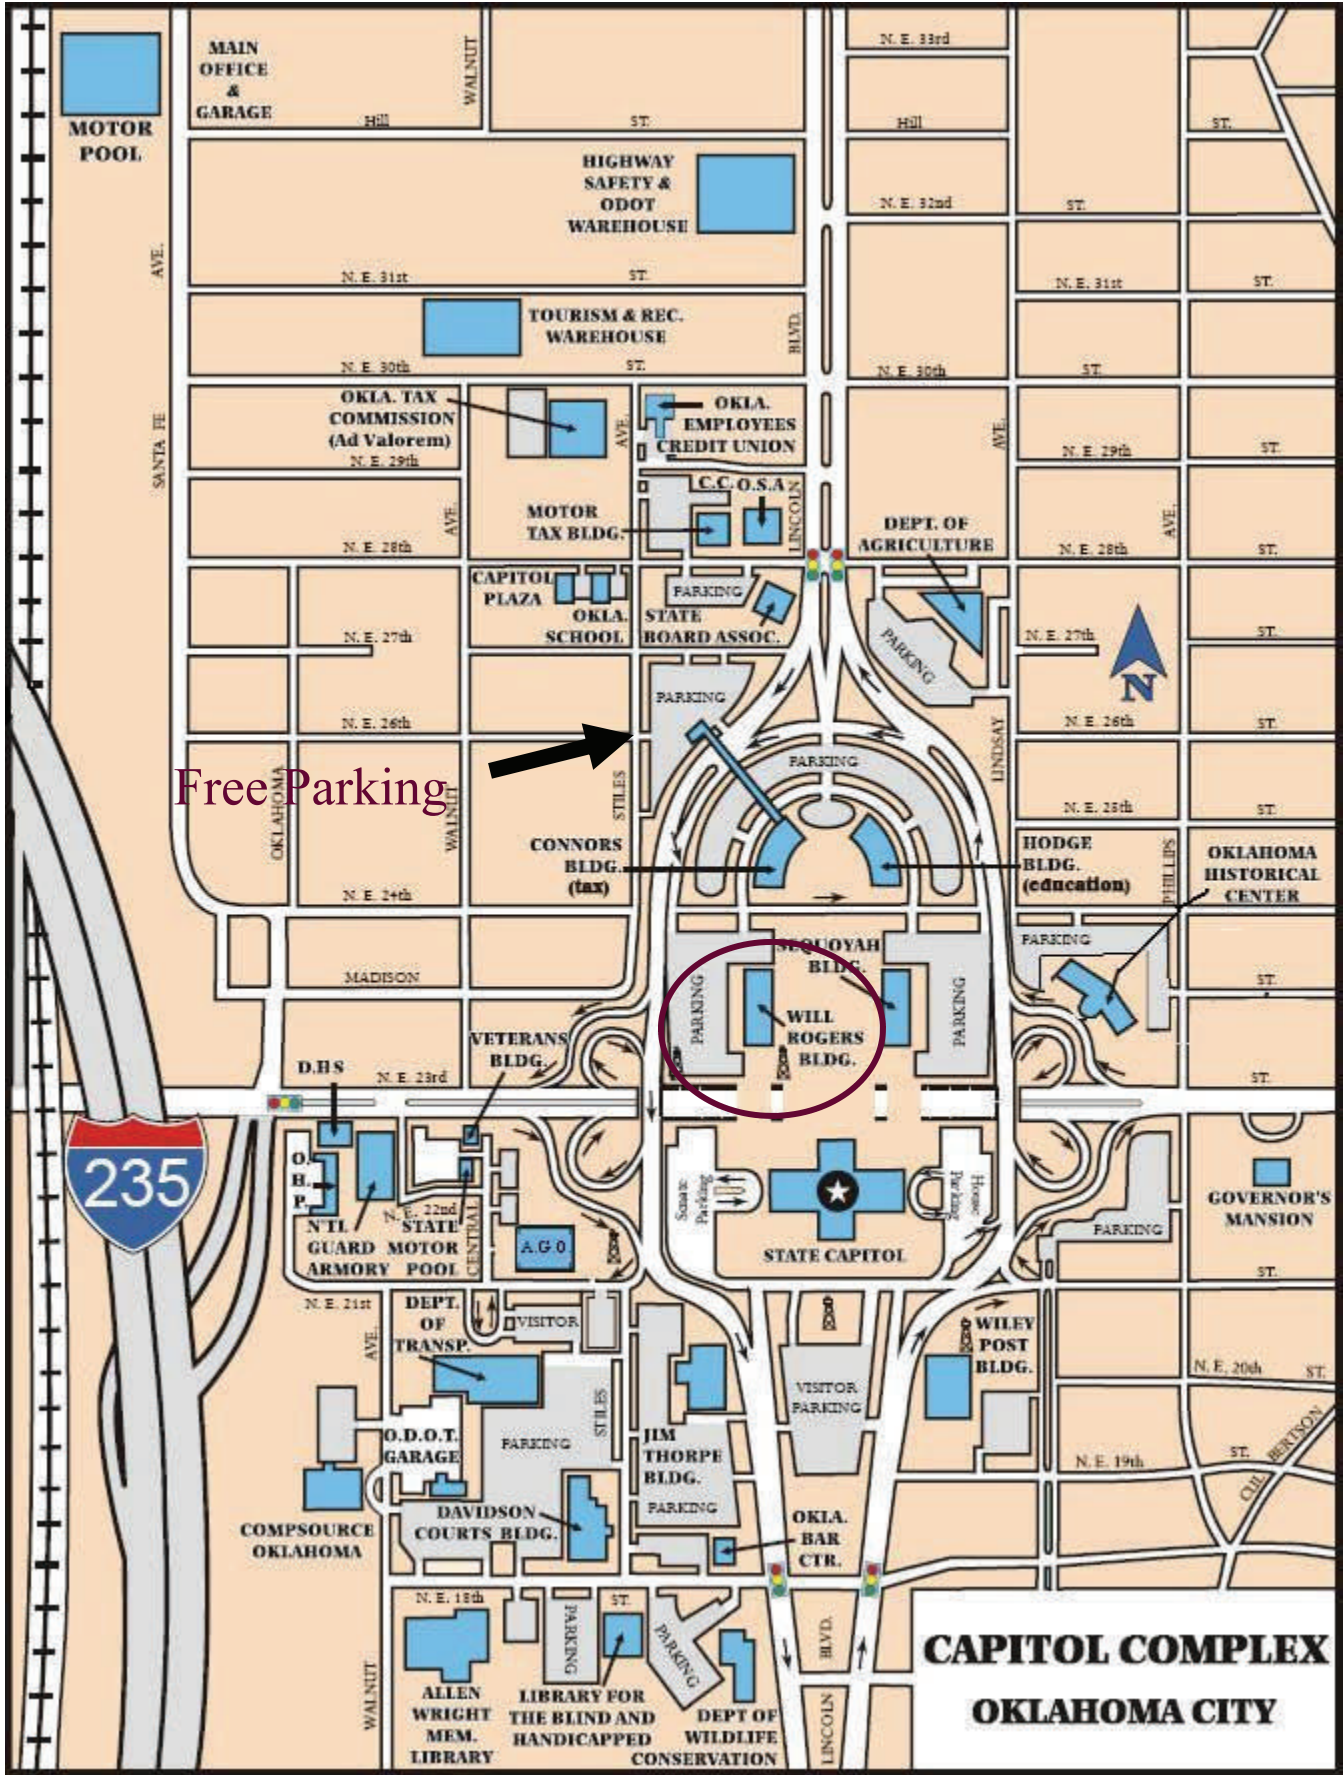 MAIN
OFFICE
&
GARAGE
MOTOR
POOL
WALNUT
N. E. 33rd
Hill
ST.
Hill
ST.
HIGHWAY
SAFETY &
ODOT
WAREHOUSE
N. E. 32nd
ST.
AVE.
N. E. 31st
ST.
N. E. 31st
ST.
TOURISM & REC.
WAREHOUSE
BLVD.
N. E. 30th
ST.
N. E. 30th
ST.
OKLA. TAX
COMMISSION
(Ad Valorem)
N. E. 29th
AVE.
OKLA.
EMPLOYEES
CREDIT UNION
AVE.
N. E. 29th
ST.
SANTA FE
C.C.
O.S.A
LINCOLN
MOTOR
TAX BLDG.
AVE.
AVE.
DEPT. OF
AGRICULTURE
N. E. 28th
N. E. 28th
ST.
CAPITOL
PLAZA
OKLA.
SCHOOL
PARKING
STATE
BOARD ASSOC.
N. E. 27th
PARKING
N. E. 27th
ST.
N
PARKING
N. E. 26th
N. E. 26th
ST.
LINDSAY
PARKING
Free Parking
OKLAHOMA
WALNUT
STILES
N. E. 25th
ST.
CONNORS
BLDG.
(tax)
HODGE
BLDG.
(education)
PHILLIPS
OKLAHOMA
HISTORICAL
CENTER
N. E. 24th
PARKING
SEQUOYAH
BLDG.
MADISON
ST.
PARKING
WILL
ROGERS
BLDG.
PARKING
VETERANS
BLDG.
D.H S
N. E. 23rd
ST.
235
O.
H.
P.
N'TL
GUARD
ARMORY
N. E. 22nd
STATE
MOTOR
POOL
CENTRAL
A.G.O.
Senate
Parking
House
Parking
STATE CAPITOL
PARKING
GOVERNOR'S
MANSION
ST.
N. E. 21st
AVE.
DEPT.
OF
TRANSP.
VISITOR
WILEY
POST
BLDG.
VISITOR
PARKING
N. E. 20th
ST.
STILES
O.D.O.T.
GARAGE
PARKING
JIM
THORPE
BLDG.
PARKING
N. E. 19th
ST.
CUL BERTSON
COMPSOURCE
OKLAHOMA
DAVIDSON
COURTS BLDG.
OKLA.
BAR
CTR.
N. E. 18th
ST.
PARKING
PARKING
BLVD.
LINCOLN
WALNUT
ALLEN
WRIGHT
MEM.
LIBRARY
LIBRARY FOR
THE BLIND AND
HANDICAPPED
DEPT OF
WILDLIFE
CONSERVATION
CAPITOL COMPLEX
OKLAHOMA CITY